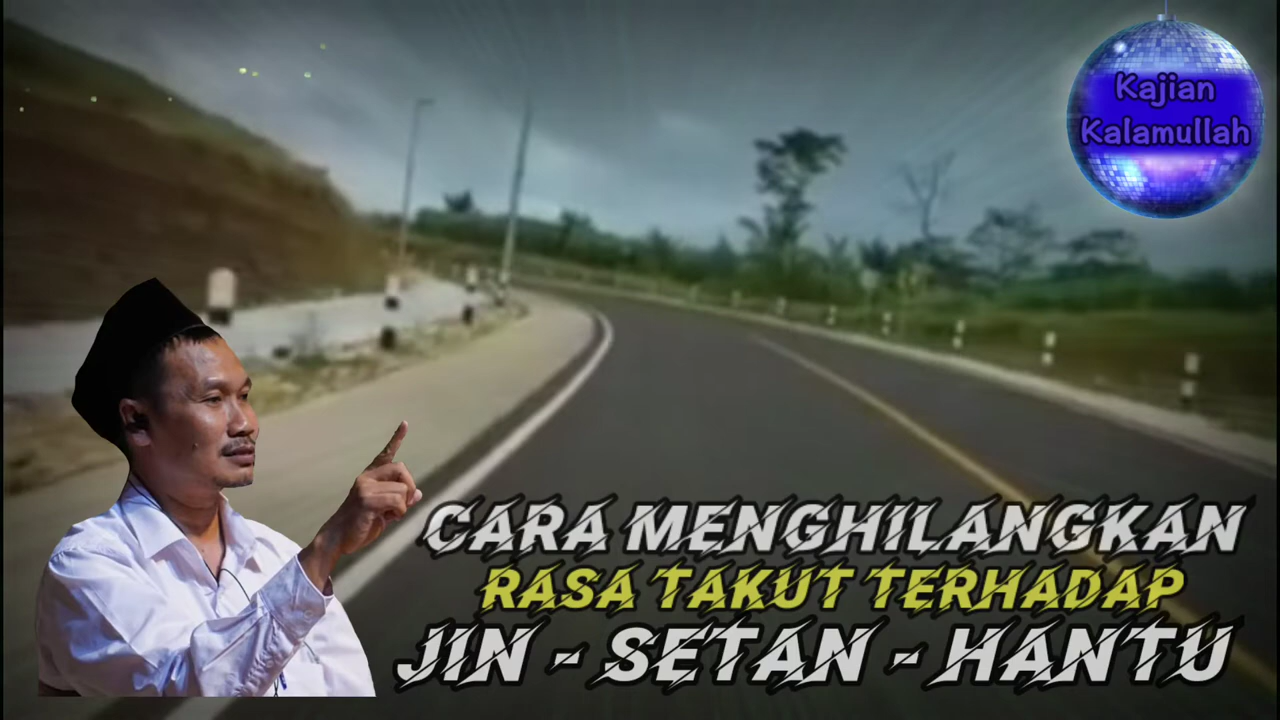 Kajian
Kalamullah
CARA MENGHILANGKAN
RASA TAKUT TERHADAP
JIN - SETAN - HANTU